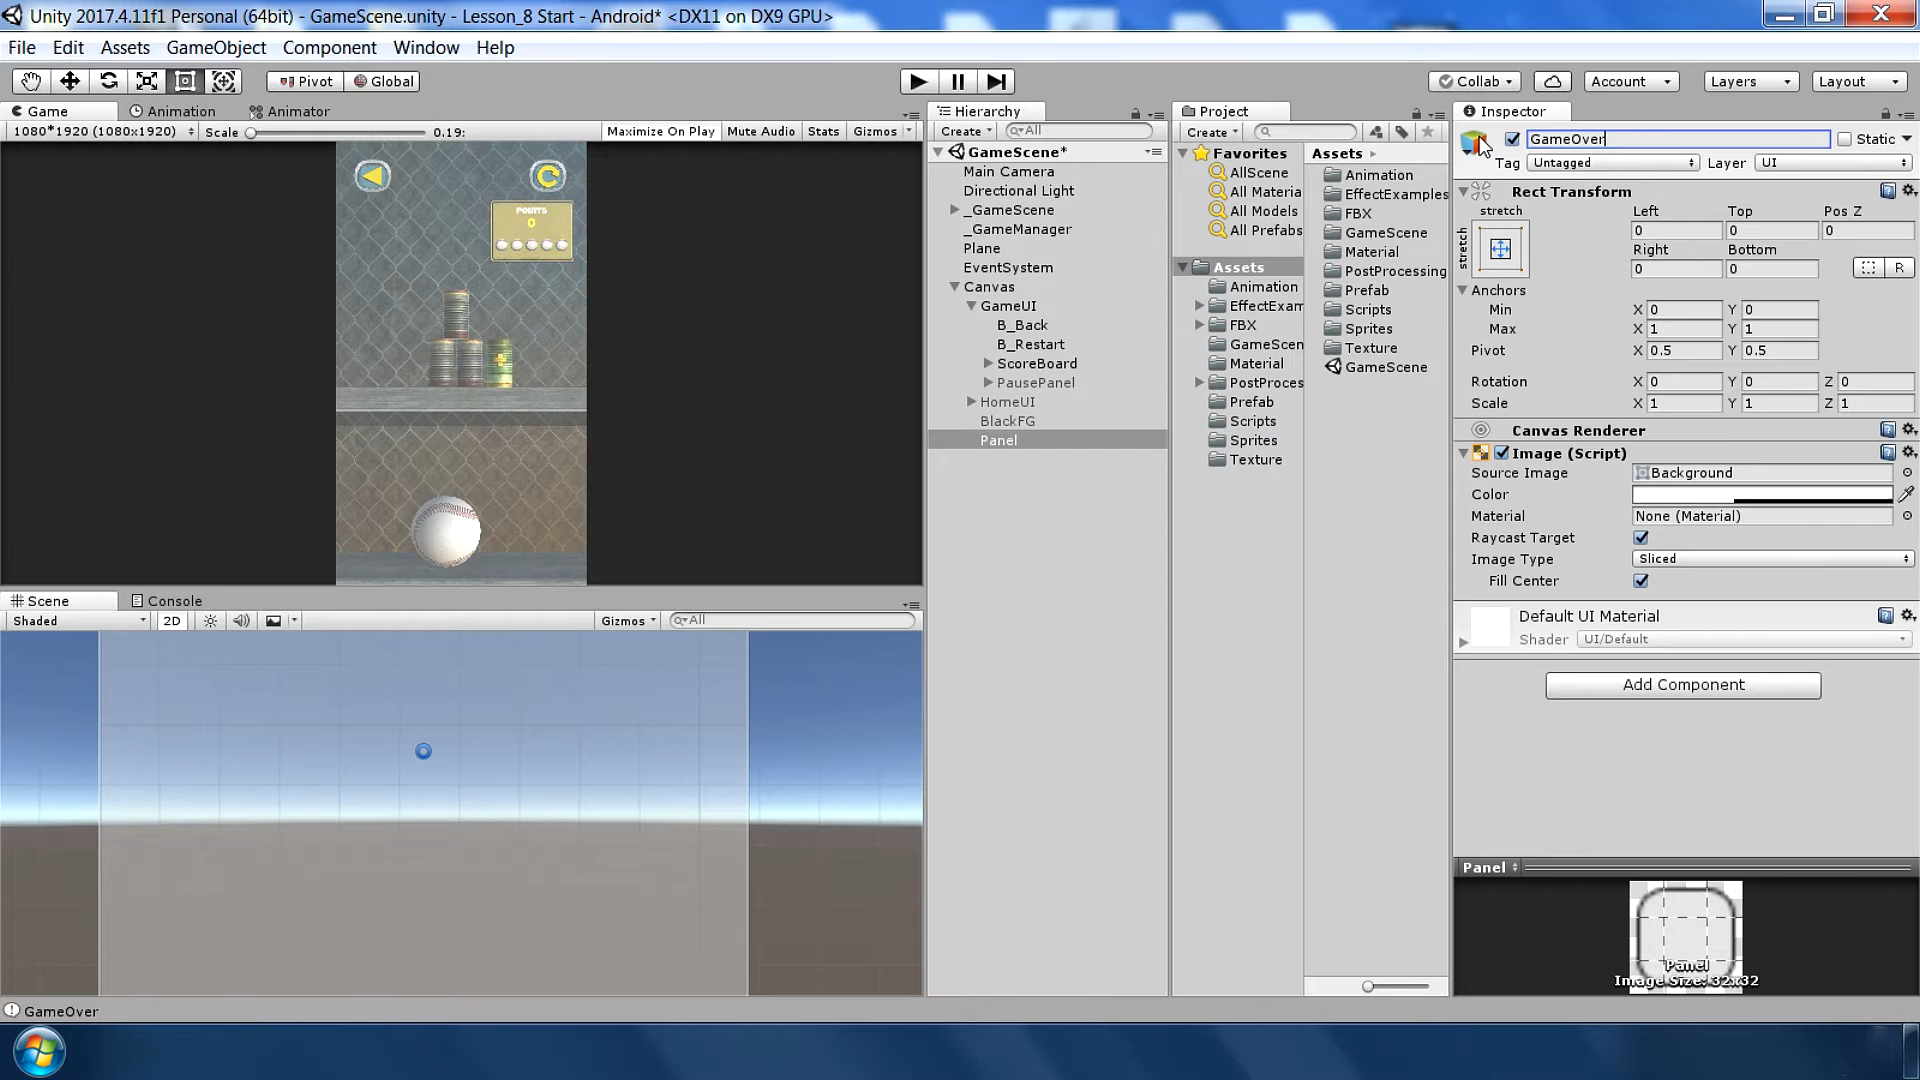 Unity 2017.4.11f1 Personal (64bit) - GameScene.unity - Lesson_8 Start - Android* <DX11 on DX9 GPU>
File Edit Assets GameObject Component Window Help
Pivot Global Collab Account Layers Layout
Game Animation Animator
1080*1920 (1080x1920) Scale 0.19: Maximize On Play Mute Audio Stats Gizmos
POINTS
0
Scene Console
Shaded 2D Gizmos All
Hierarchy
Create All
GameScene*
Main Camera
Directional Light
_GameScene
_GameManager
Plane
EventSystem
Canvas
GameUI
B_Back
B_Restart
ScoreBoard
PausePanel
HomeUI
BlackFG
Panel
Project
Create
Favorites
AllScene
All Materia
All Models
All Prefabs
Assets
Animation
EffectExam
FBX
GameScen
Material
PostProces
Prefab
Scripts
Sprites
Texture
Assets
Animation
EffectExamples
FBX
GameScene
Material
PostProcessing
Prefab
Scripts
Sprites
Texture
GameScene
Inspector
GameOver Static
Tag Untagged Layer UI
Rect Transform
stretch Left Top Pos Z
stretch 0 0 0
Right Bottom
0 0 R
Anchors
Min X 0 Y 0
Max X 1 Y 1
Pivot X 0.5 Y 0.5
Rotation X 0 Y 0 Z 0
Scale X 1 Y 1 Z 1
Canvas Renderer
Image (Script)
Source Image Background
Color
Material None (Material)
Raycast Target
Image Type Sliced
Fill Center
Default UI Material
Shader UI/Default
Add Component
Panel
Panel
Image Size: 32x32
GameOver